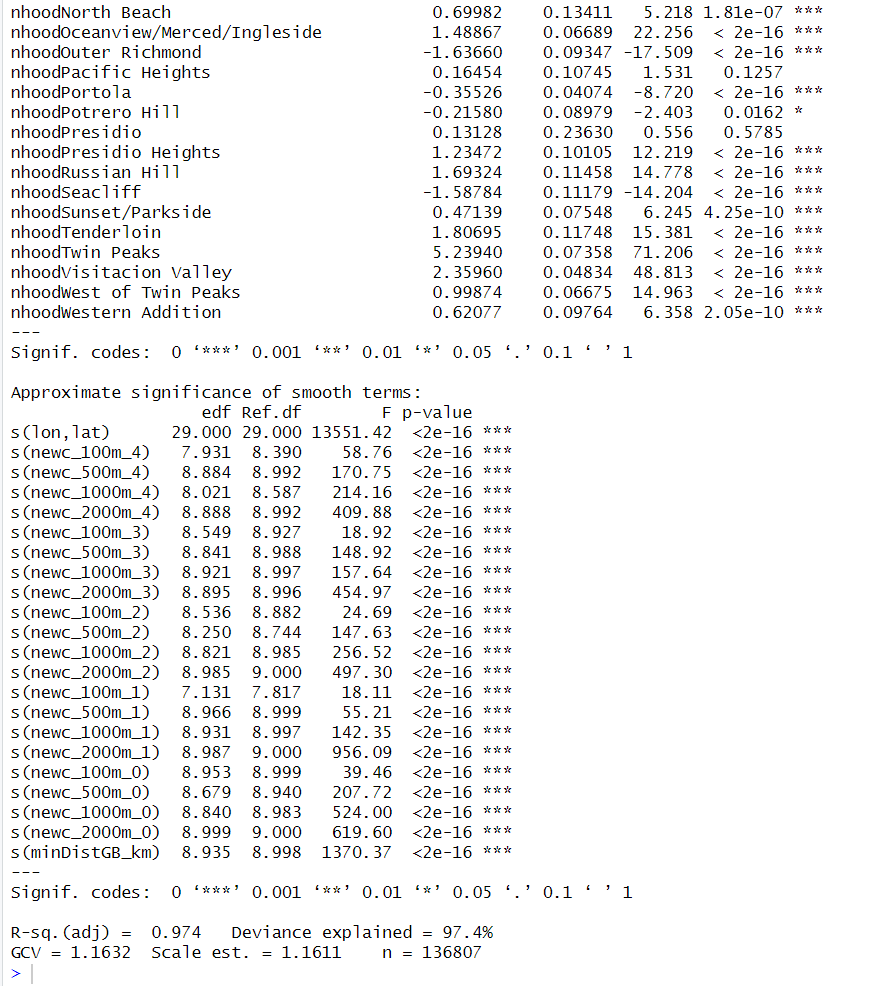 nhoodNorth Beach 0.69982 0.13411 5.218 1.81e-07 ***
nhoodOceanview/Merced/Ingleside 1.48867 0.06689 22.256 < 2e-16 ***
nhoodOuter Richmond -1.63660 0.09347 -17.509 < 2e-16 ***
nhoodPacific Heights 0.16454 0.10745 1.531 0.1257
nhoodPortola -0.35526 0.04074 -8.720 < 2e-16 ***
nhoodPotrero Hill -0.21580 0.08979 -2.403 0.0162 *
nhoodPresidio 0.13128 0.23630 0.556 0.5785
nhoodPresidio Heights 1.23472 0.10105 12.219 < 2e-16 ***
nhoodRussian Hill 1.69324 0.11458 14.778 < 2e-16 ***
nhoodSeacliff -1.58784 0.11179 -14.204 < 2e-16 ***
nhoodSunset/Parkside 0.47139 0.07548 6.245 4.25e-10 ***
nhoodTenderloin 1.80695 0.11748 15.381 < 2e-16 ***
nhoodTwin Peaks 5.23940 0.07358 71.206 < 2e-16 ***
nhoodVisitacion Valley 2.35960 0.04834 48.813 < 2e-16 ***
nhoodWest of Twin Peaks 0.99874 0.06675 14.963 < 2e-16 ***
nhoodWestern Addition 0.62077 0.09764 6.358 2.05e-10 ***
---
Signif. codes: 0 ‘***’ 0.001 ‘**’ 0.01 ‘*’ 0.05 ‘.’ 0.1 ‘ ’ 1
Approximate significance of smooth terms:
edf Ref.df F p-value
s(lon,lat) 29.000 29.000 13551.42 <2e-16 ***
s(newc_100m_4) 7.931 8.390 58.76 <2e-16 ***
s(newc_500m_4) 8.884 8.992 170.75 <2e-16 ***
s(newc_1000m_4) 8.021 8.587 214.16 <2e-16 ***
s(newc_2000m_4) 8.888 8.992 409.88 <2e-16 ***
s(newc_100m_3) 8.549 8.927 18.92 <2e-16 ***
s(newc_500m_3) 8.841 8.988 148.92 <2e-16 ***
s(newc_1000m_3) 8.921 8.997 157.64 <2e-16 ***
s(newc_2000m_3) 8.895 8.996 454.97 <2e-16 ***
s(newc_100m_2) 8.536 8.882 24.69 <2e-16 ***
s(newc_500m_2) 8.250 8.744 147.63 <2e-16 ***
s(newc_1000m_2) 8.821 8.985 256.52 <2e-16 ***
s(newc_2000m_2) 8.985 9.000 497.30 <2e-16 ***
s(newc_100m_1) 7.131 7.817 18.11 <2e-16 ***
s(newc_500m_1) 8.966 8.999 55.21 <2e-16 ***
s(newc_1000m_1) 8.931 8.997 142.35 <2e-16 ***
s(newc_2000m_1) 8.987 9.000 956.09 <2e-16 ***
s(newc_100m_0) 8.953 8.999 39.46 <2e-16 ***
s(newc_500m_0) 8.679 8.940 207.72 <2e-16 ***
s(newc_1000m_0) 8.840 8.983 524.00 <2e-16 ***
s(newc_2000m_0) 8.999 9.000 619.60 <2e-16 ***
s(minDistGB_km) 8.935 8.998 1370.37 <2e-16 ***
---
Signif. codes: 0 ‘***’ 0.001 ‘**’ 0.01 ‘*’ 0.05 ‘.’ 0.1 ‘ ’ 1
R-sq.(adj) = 0.974 Deviance explained = 97.4%
GCV = 1.1632 Scale est. = 1.1611 n = 136807
>